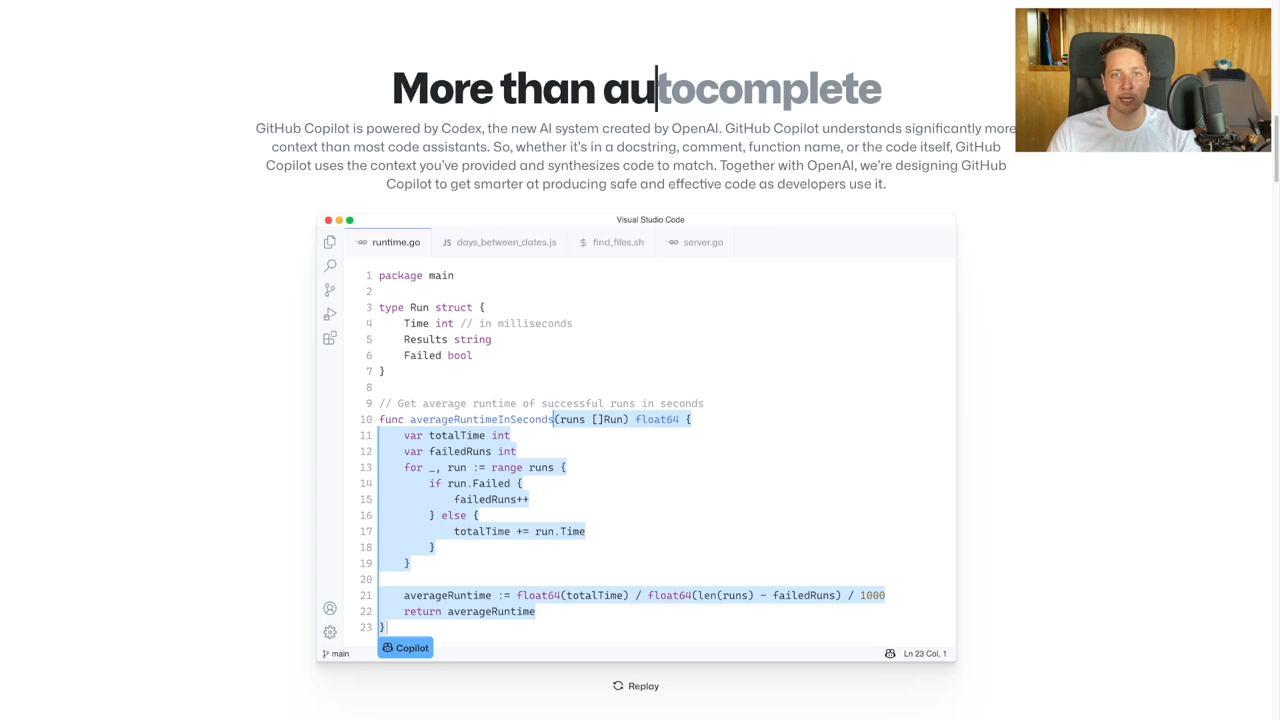 More than autocomplete
GitHub Copilot is powered by Codex, the new AI system created by OpenAI. GitHub Copilot understands significantly more
context than most code assistants. So, whether it's in a docstring, comment, function name, or the code itself, GitHub
Copilot uses the context you've provided and synthesizes code to match. Together with OpenAI, we're designing GitHub
Copilot to get smarter at producing safe and effective code as developers use it.
Visual Studio Code
runtime.go JS days_between_dates.js $ find_files.sh server.go
1 package main
2
3 type Run struct {
4 Time int // in milliseconds
5 Results string
6 Failed bool
7 }
8
9 // Get average runtime of successful runs in seconds
10 func averageRuntimeInSeconds(runs []Run) float64 {
11 var totalTime int
12 var failedRuns int
13 for _, run := range runs {
14 if run.Failed {
15 failedRuns++
16 } else {
17 totalTime += run.Time
18 }
19 }
20
21 averageRuntime := float64(totalTime) / float64(len(runs) - failedRuns) / 1000
22 return averageRuntime
23 }
Copilot
main Ln 23 Col, 1
Replay